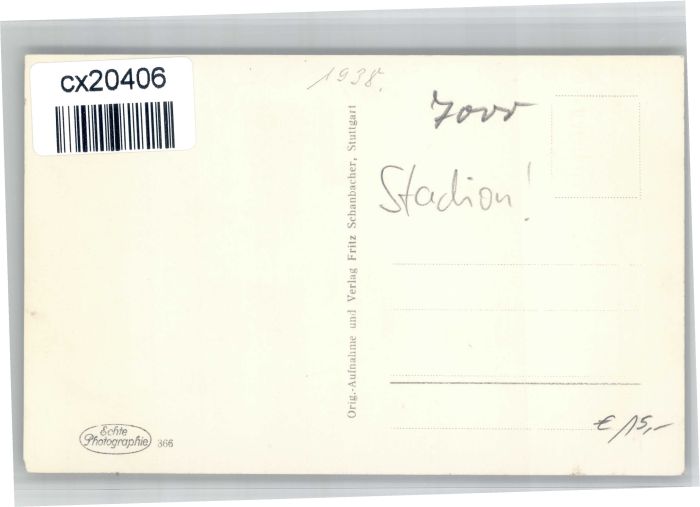 cx20406
1938.
7000
Stadion!
Orig.-Aufnahme und Verlag Fritz Schanbacher, Stuttgart
Echte
Photographie 366
€ 15,-